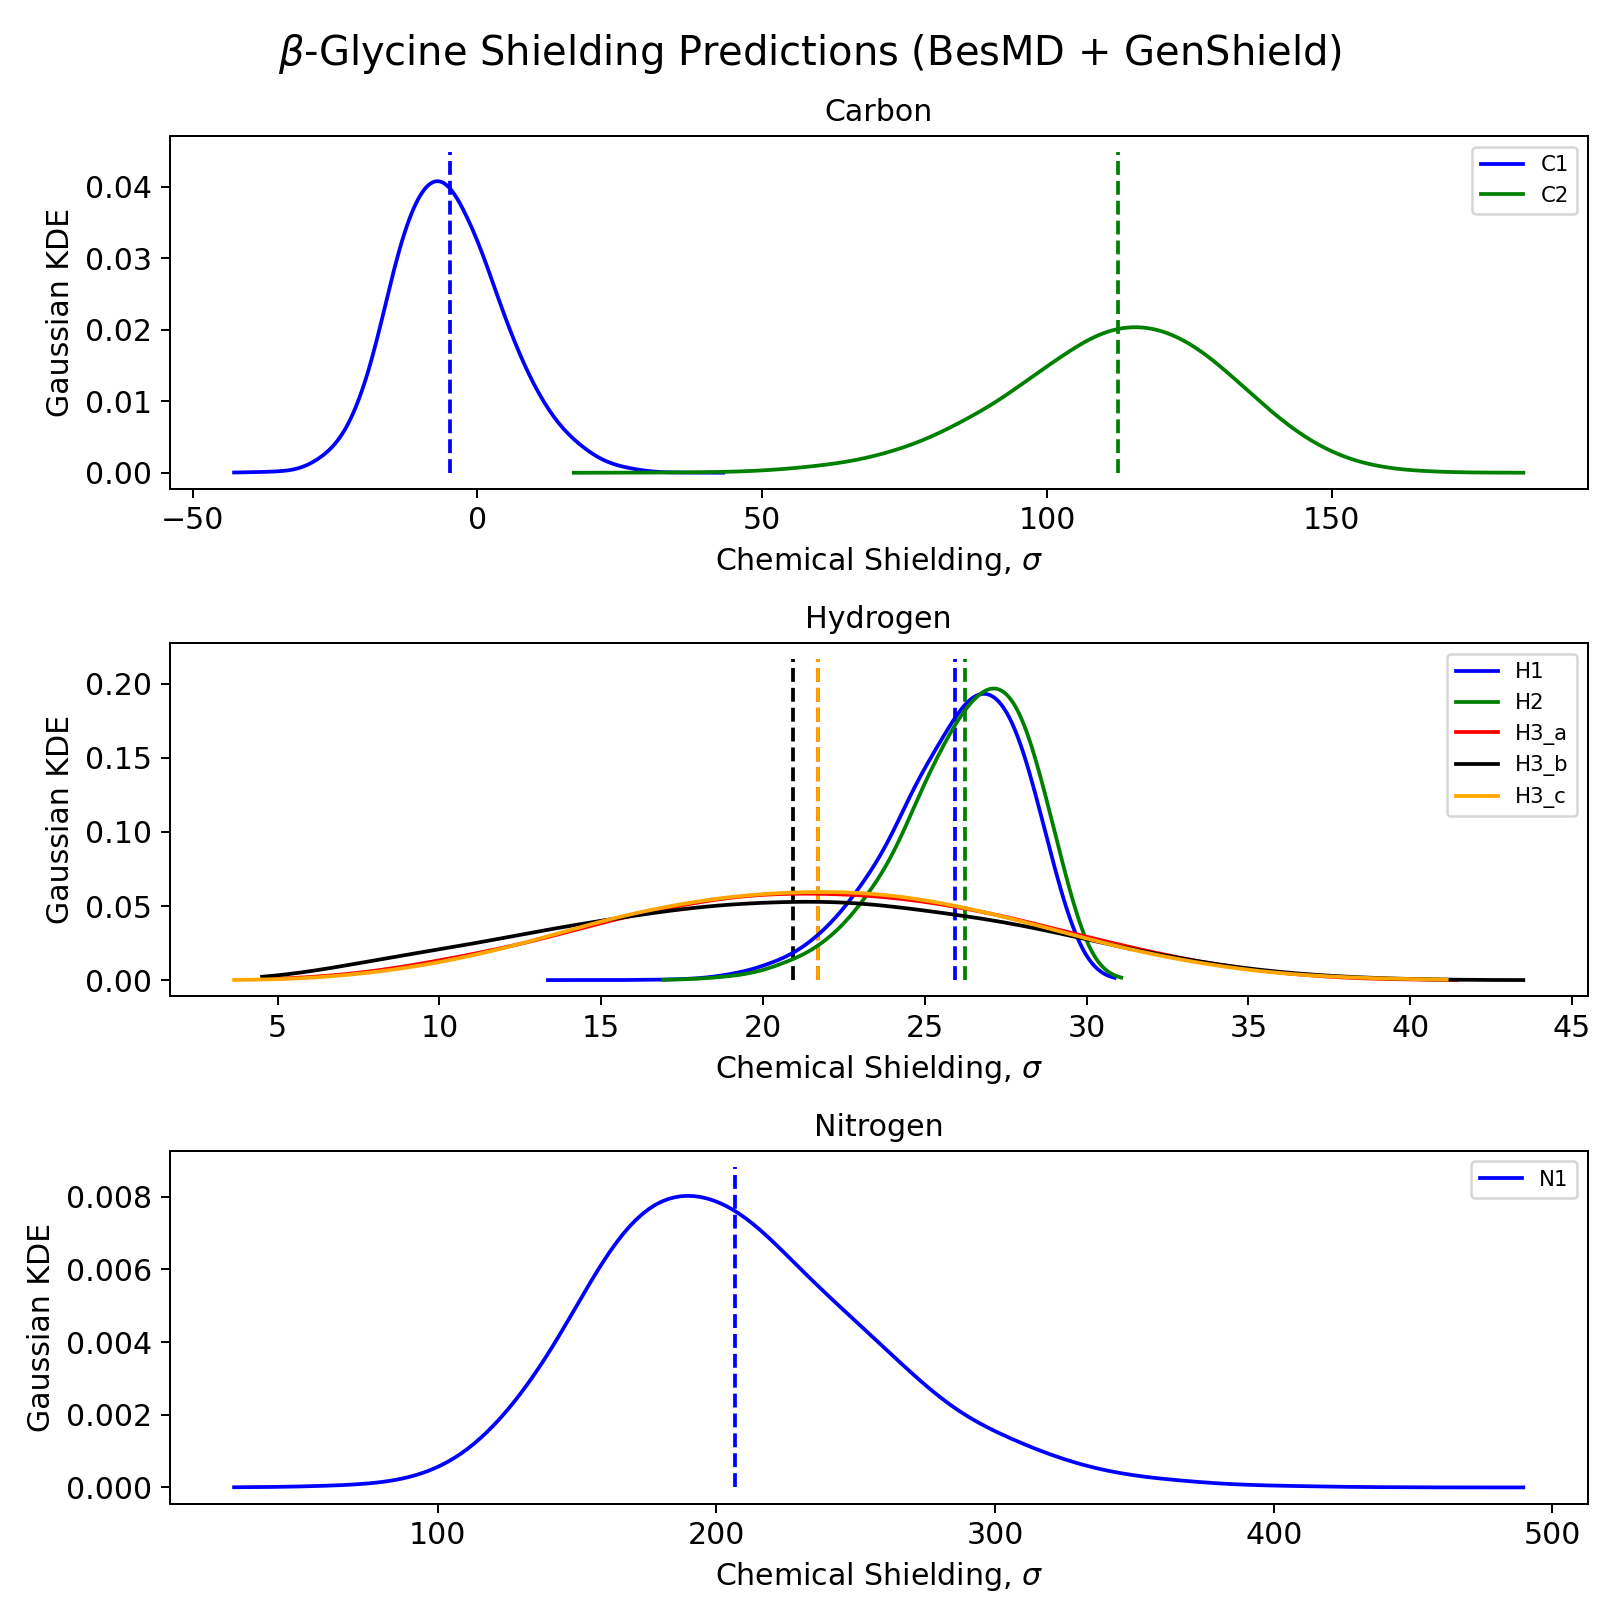 β-Glycine Shielding Predictions (BesMD + GenShield)
Carbon
Gaussian KDE
0.04
0.03
0.02
0.01
0.00
C1
C2
−50 0 50 100 150
Chemical Shielding, σ
Hydrogen
Gaussian KDE
0.20
0.15
0.10
0.05
0.00
H1
H2
H3_a
H3_b
H3_c
5 10 15 20 25 30 35 40 45
Chemical Shielding, σ
Nitrogen
Gaussian KDE
0.008
0.006
0.004
0.002
0.000
N1
100 200 300 400 500
Chemical Shielding, σ